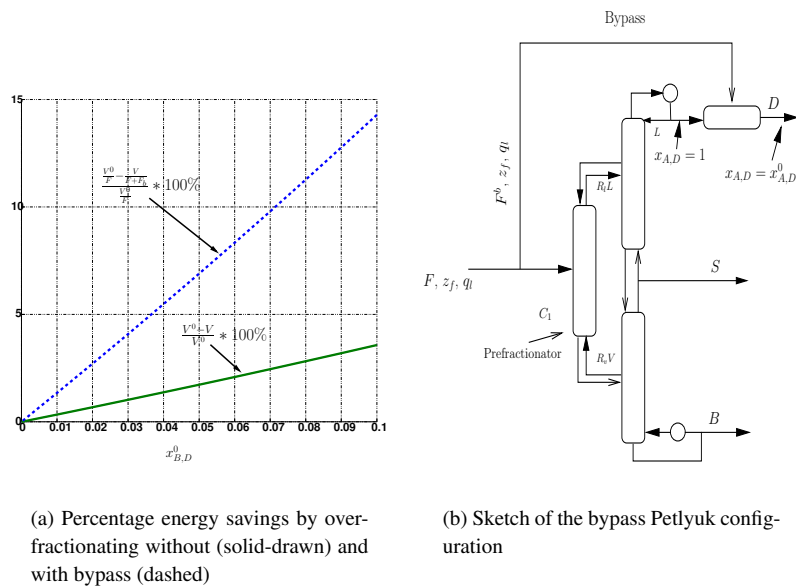 15
10
5
0
0 0.01 0.02 0.03 0.04 0.05 0.06 0.07 0.08 0.09 0.1
\frac{\frac{V^0}{F} - \frac{V}{F+F_b}}{\frac{V^0}{F}} * 100%
\frac{V^0 - V}{V^0} * 100%
x^0_{B,D}
Bypass
F^b, z_f, q_l
D
L
x_{A,D} = 1
x_{A,D} = x^0_{A,D}
R_l L
F, z_f, q_l
S
C_1
Prefractionator
R_v V
B
(a) Percentage energy savings by over-
fractionating without (solid-drawn) and
with bypass (dashed)
(b) Sketch of the bypass Petlyuk config-
uration